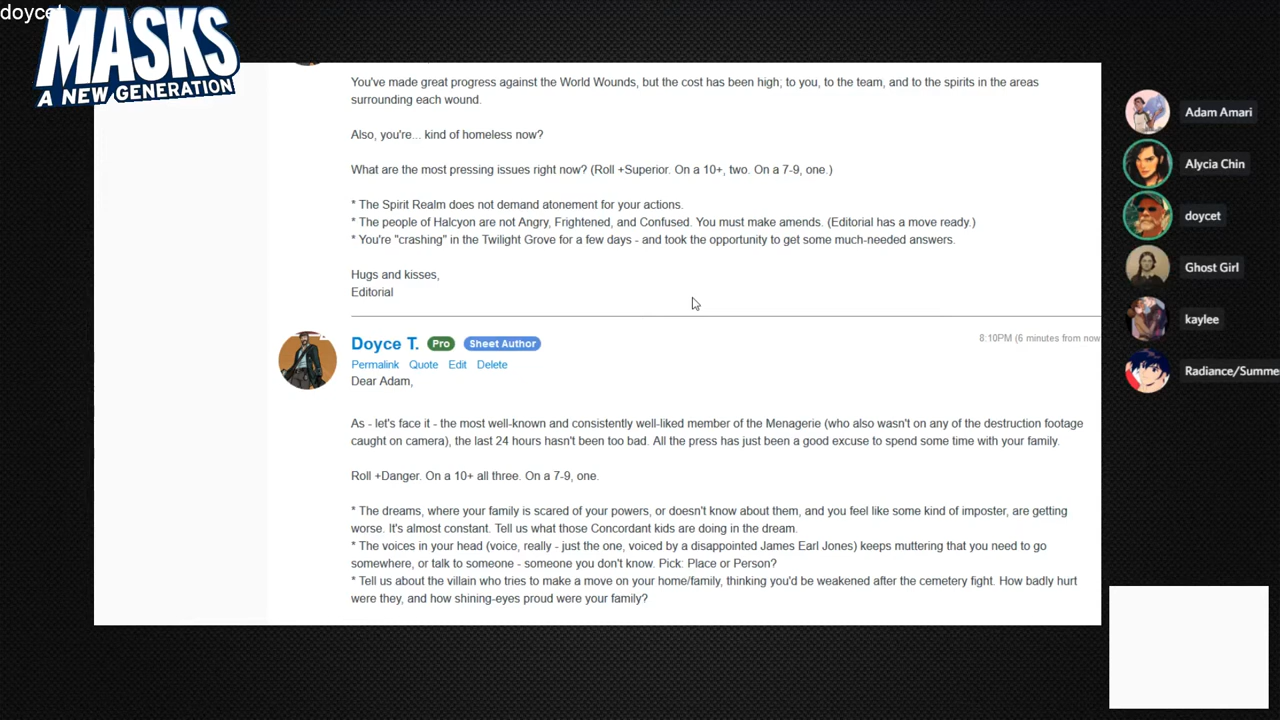 doycet
MASKS
A NEW GENERATION
You've made great progress against the World Wounds, but the cost has been high; to you, to the team, and to the spirits in the areas
surrounding each wound.
Also, you're... kind of homeless now?
What are the most pressing issues right now? (Roll +Superior. On a 10+, two. On a 7-9, one.)
* The Spirit Realm does not demand atonement for your actions.
* The people of Halcyon are not Angry, Frightened, and Confused. You must make amends. (Editorial has a move ready.)
* You're "crashing" in the Twilight Grove for a few days - and took the opportunity to get some much-needed answers.
Hugs and kisses,
Editorial
Doyce T. Pro Sheet Author
8:10PM (6 minutes from now
Permalink Quote Edit Delete
Dear Adam,
As - let's face it - the most well-known and consistently well-liked member of the Menagerie (who also wasn't on any of the destruction footage
caught on camera), the last 24 hours hasn't been too bad. All the press has just been a good excuse to spend some time with your family.
Roll +Danger. On a 10+ all three. On a 7-9, one.
* The dreams, where your family is scared of your powers, or doesn't know about them, and you feel like some kind of imposter, are getting
worse. It's almost constant. Tell us what those Concordant kids are doing in the dream.
* The voices in your head (voice, really - just the one, voiced by a disappointed James Earl Jones) keeps muttering that you need to go
somewhere, or talk to someone - someone you don't know. Pick: Place or Person?
* Tell us about the villain who tries to make a move on your home/family, thinking you'd be weakened after the cemetery fight. How badly hurt
were they, and how shining-eyes proud were your family?
Adam Amari
Alycia Chin
doycet
Ghost Girl
kaylee
Radiance/Summe